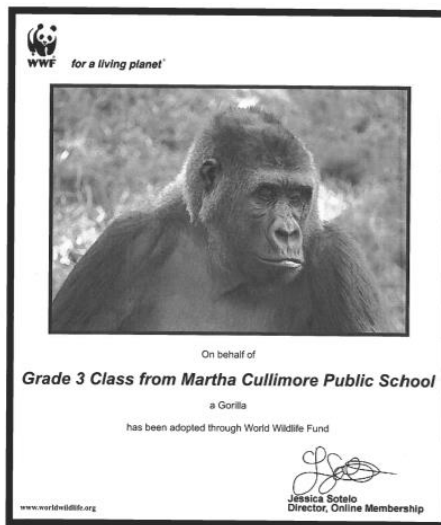 WWF
for a living planet®
On behalf of
Grade 3 Class from Martha Cullimore Public School
a Gorilla
has been adopted through World Wildlife Fund
Jessica Sotelo
Director, Online Membership
www.worldwildlife.org